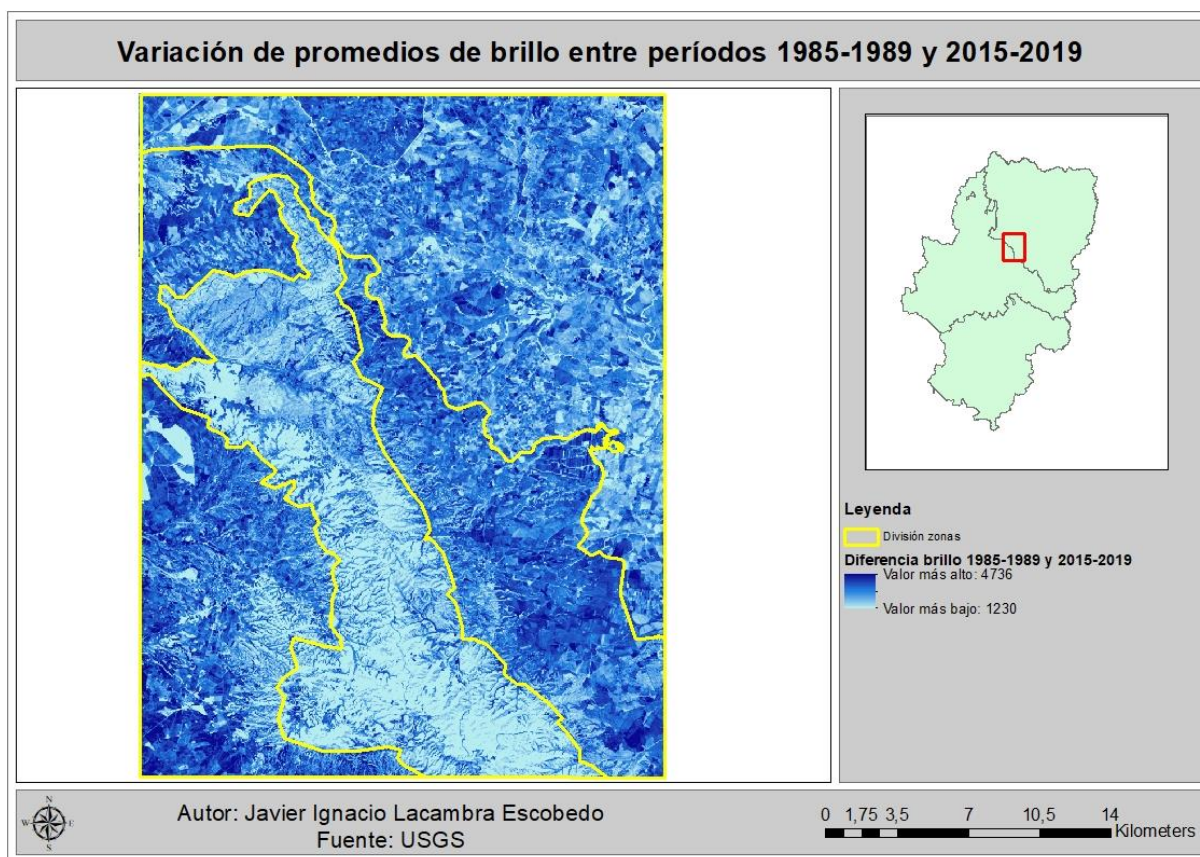 Variación de promedios de brillo entre períodos 1985-1989 y 2015-2019
Leyenda
División zonas
Diferencia brillo 1985-1989 y 2015-2019
Valor más alto: 4736
Valor más bajo: 1230
N
W E
S
Autor: Javier Ignacio Lacambra Escobedo
Fuente: USGS
0 1,75 3,5 7 10,5 14
Kilometers